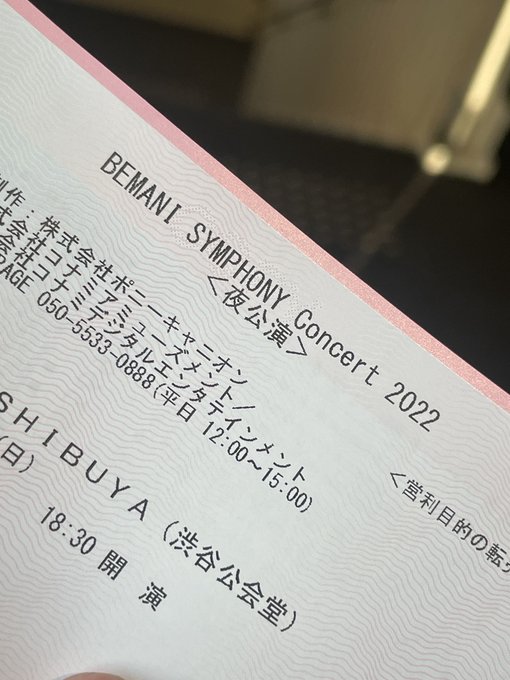 BEMANI SYMPHONY Concert 2022
<夜公演>
制作：株式会社ポニーキャニオン
式会社コナミアミューズメント／
会社コナミデジタルエンタテインメント
PAGE 050-5533-0888(平日 12:00～15:00)
<営利目的の転
SHIBUYA (渋谷公会堂)
(日)
18:30 開 演